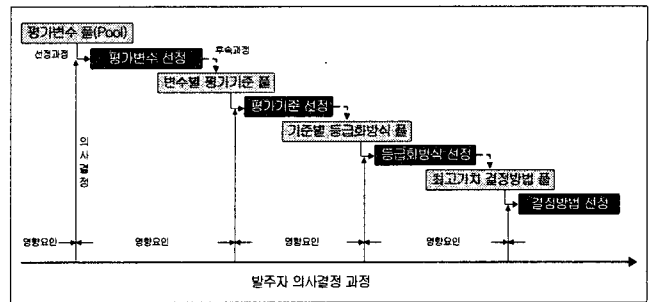 평가변수 풀(Pool)
선정과정
평가변수 선정
후속과정
변수별 평가기준 풀
평가기준 선정
기준별 등급화방식 풀
등급화방식 선정
최고가치 결정방법 풀
결정방법 선정
의사결정
영향요인
영향요인
영향요인
영향요인
발주자 의사결정 과정